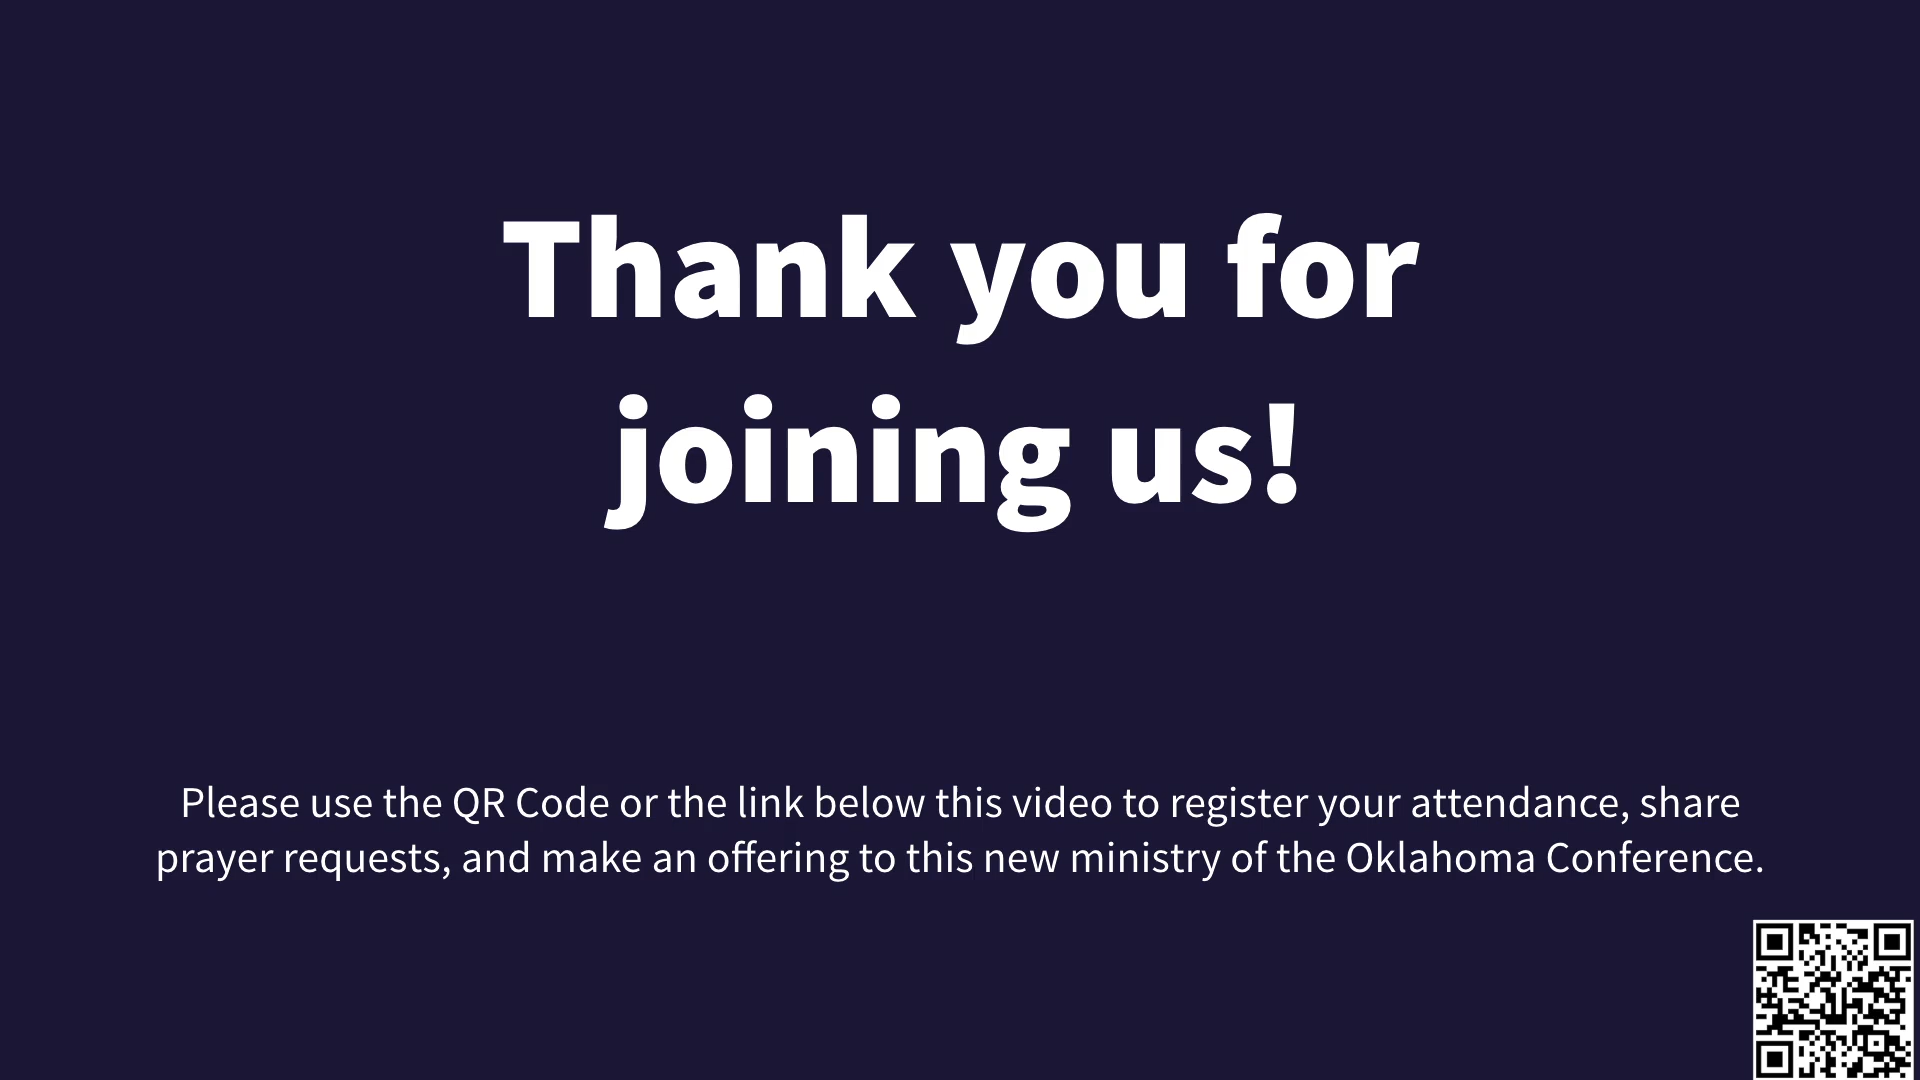 Thank you for
joining us!
Please use the QR Code or the link below this video to register your attendance, share
prayer requests, and make an offering to this new ministry of the Oklahoma Conference.